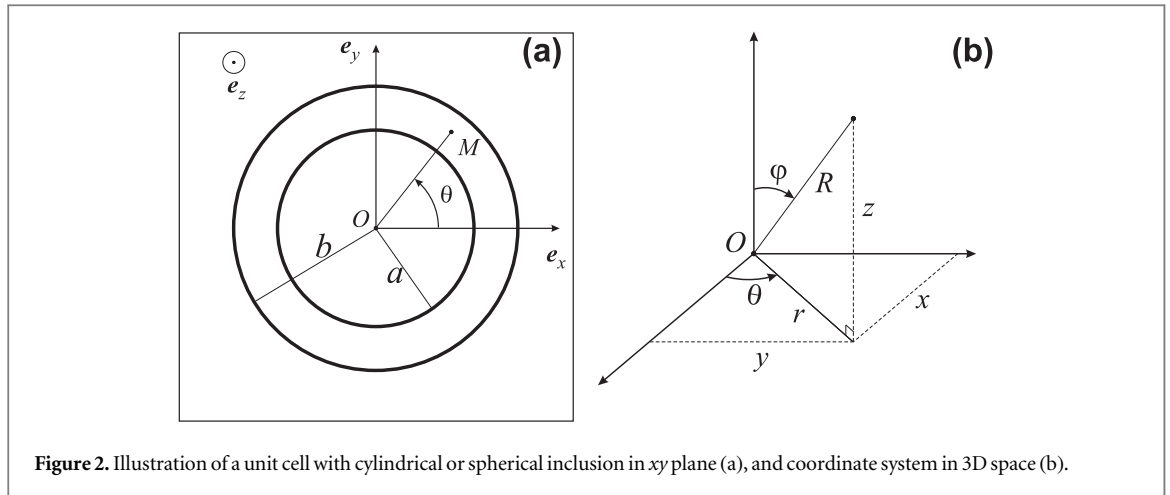 e_y
(a)
e_z
M
θ
O
b
a
e_x
(b)
φ
R
z
O
θ
r
x
y
Figure 2. Illustration of a unit cell with cylindrical or spherical inclusion in xy plane (a), and coordinate system in 3D space (b).